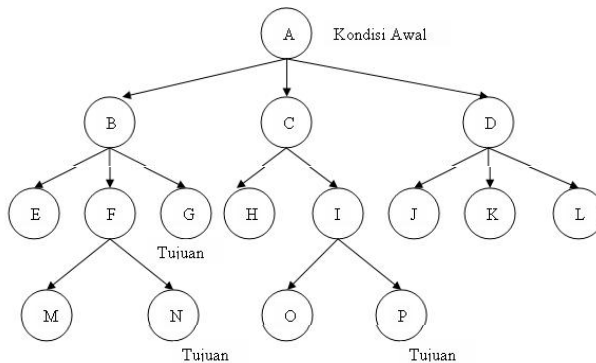 A Kondisi Awal
B C D
E F G H I J K L
Tujuan
M N O P
Tujuan Tujuan